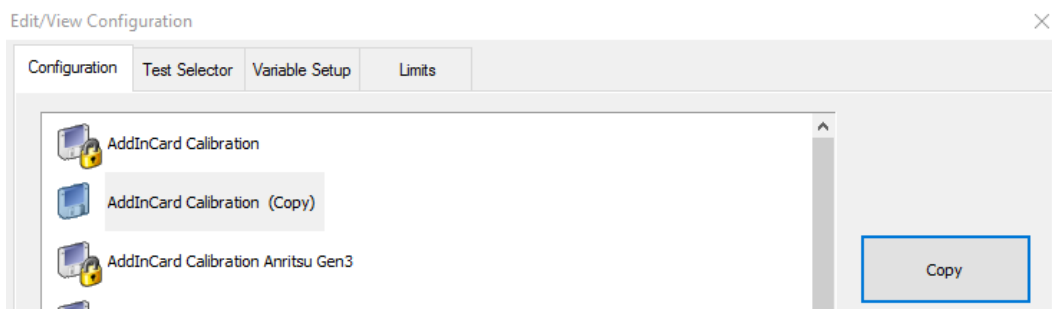 Edit/View Configuration
Configuration Test Selector Variable Setup Limits
AddInCard Calibration
AddInCard Calibration  (Copy)
AddInCard Calibration Anritsu Gen3
Copy